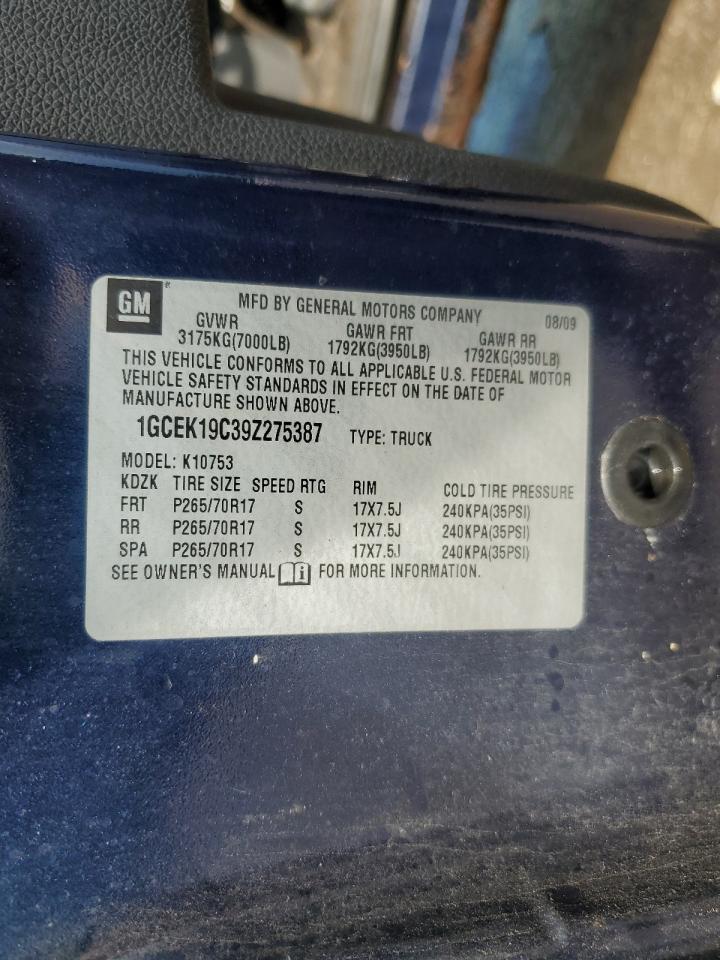 GM
MFD BY GENERAL MOTORS COMPANY 08/09
GVWR GAWR FRT GAWR RR
3175KG(7000LB) 1792KG(3950LB) 1792KG(3950LB)
THIS VEHICLE CONFORMS TO ALL APPLICABLE U.S. FEDERAL MOTOR
VEHICLE SAFETY STANDARDS IN EFFECT ON THE DATE OF
MANUFACTURE SHOWN ABOVE.
1GCEK19C39Z275387 TYPE: TRUCK
MODEL: K10753
KDZK TIRE SIZE SPEED RTG RIM COLD TIRE PRESSURE
FRT P265/70R17 S 17X7.5J 240KPA(35PSI)
RR P265/70R17 S 17X7.5J 240KPA(35PSI)
SPA P265/70R17 S 17X7.5J 240KPA(35PSI)
SEE OWNER'S MANUAL i FOR MORE INFORMATION.